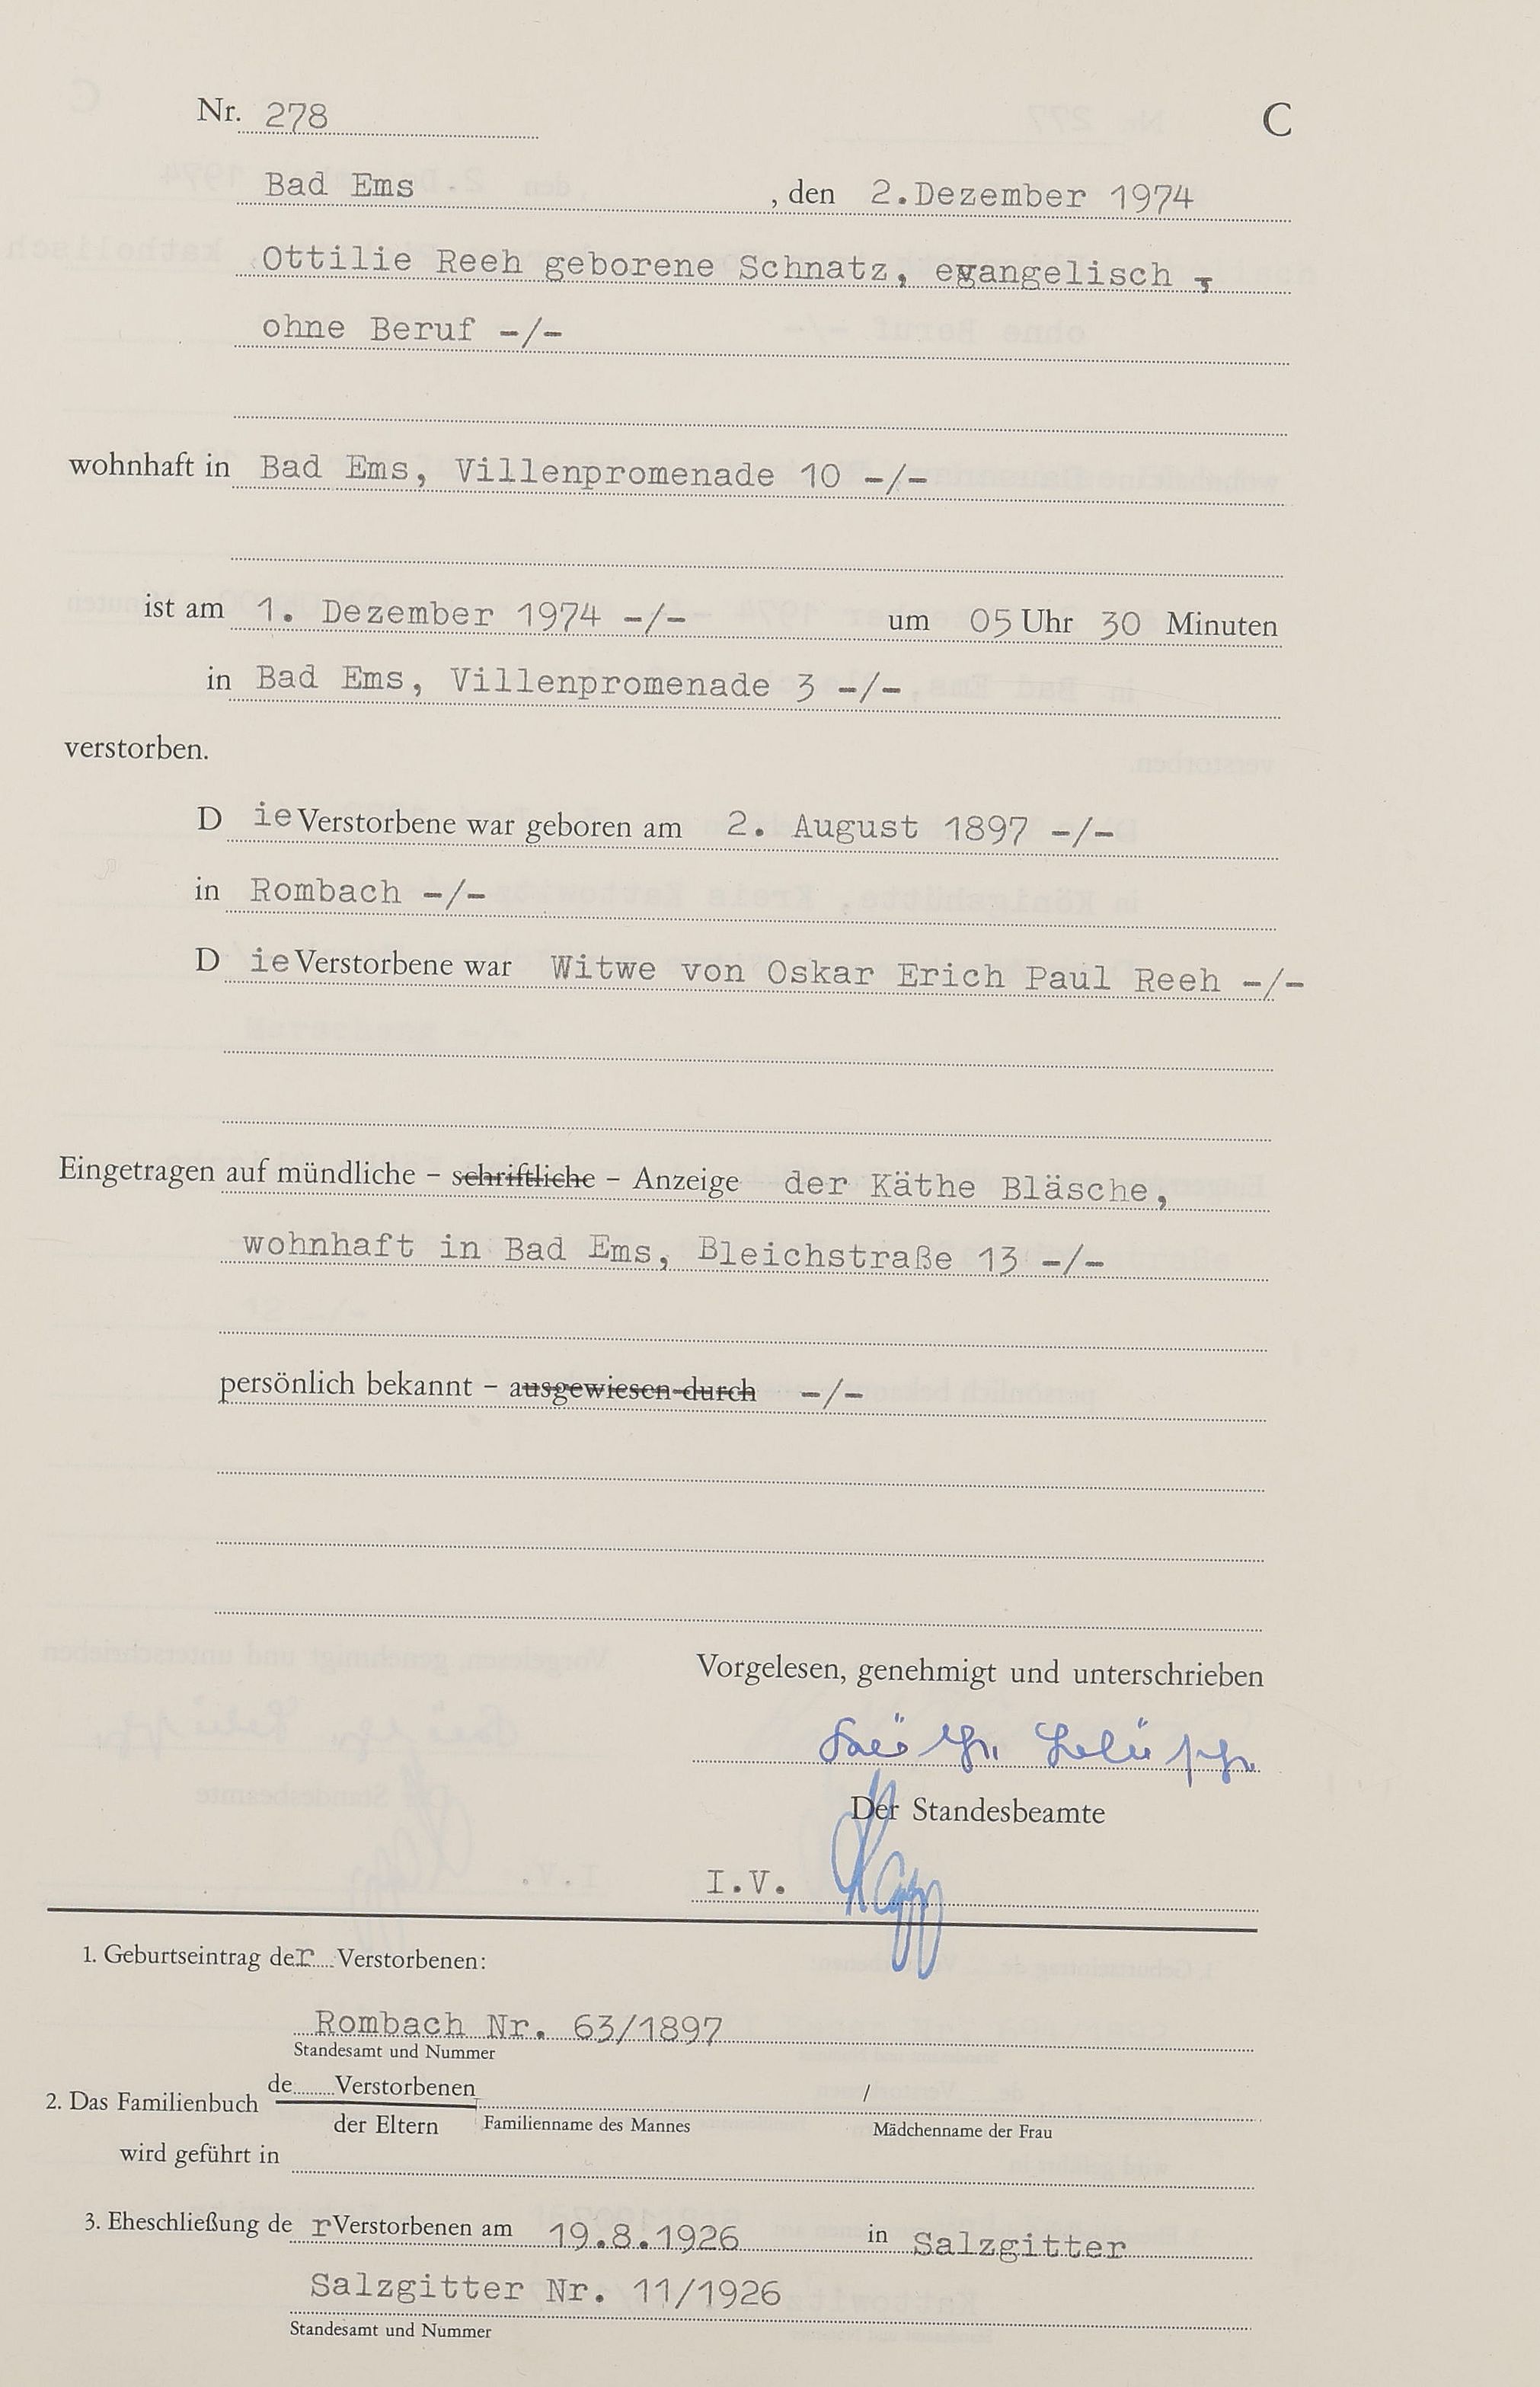 Nr. 278
C
Bad Ems , den 2.Dezember 1974
Ottilie Reeh geborene Schnatz, evangelisch ,
ohne Beruf -/-
wohnhaft in Bad Ems, Villenpromenade 10 -/-
ist am 1. Dezember 1974 -/- um 05 Uhr 30 Minuten
in Bad Ems, Villenpromenade 3 -/-
verstorben.
D ie Verstorbene war geboren am 2. August 1897 -/-
in Rombach -/-
D ie Verstorbene war Witwe von Oskar Erich Paul Reeh -/-
Eingetragen auf mündliche – schriftliche – Anzeige der Käthe Bläsche,
wohnhaft in Bad Ems, Bleichstraße 13 -/-
persönlich bekannt – ausgewiesen durch -/-
Vorgelesen, genehmigt und unterschrieben
Käthe Bläsche
Der Standesbeamte
I.V.
1. Geburtseintrag der Verstorbenen:
Rombach Nr. 63/1897
Standesamt und Nummer
2. Das Familienbuch de Verstorbenen /
der Eltern Familienname des Mannes Mädchenname der Frau
wird geführt in
3. Eheschließung de r Verstorbenen am 19.8.1926 in Salzgitter
Salzgitter Nr. 11/1926
Standesamt und Nummer